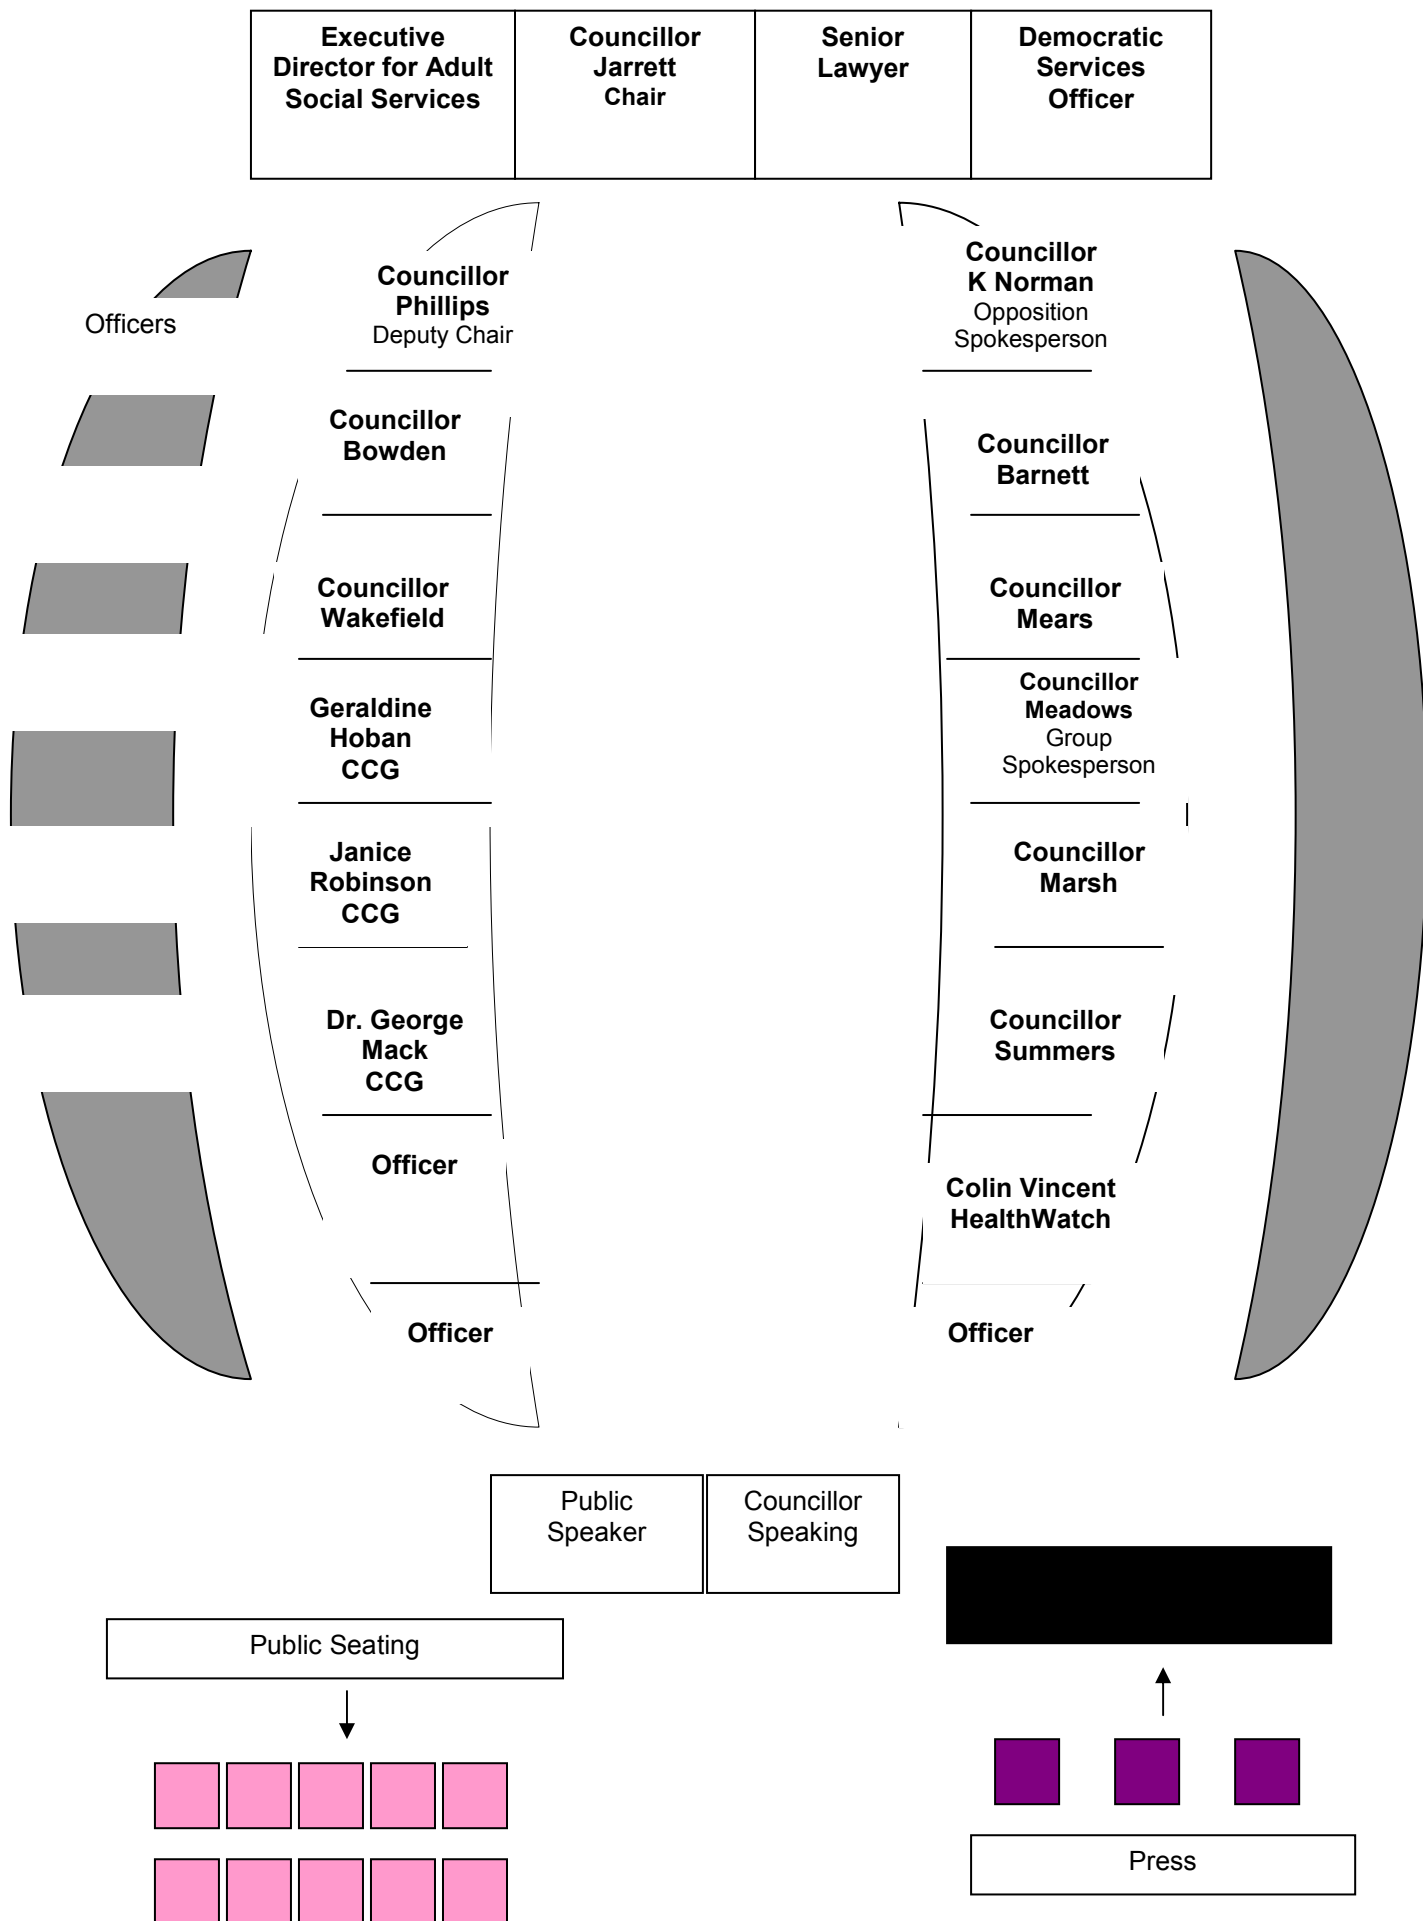 Executive
Director for Adult
Social Services
Councillor
Jarrett
Chair
Senior
Lawyer
Democratic
Services
Officer
Officers
Councillor
Phillips
Deputy Chair
Councillor
Bowden
Councillor
Wakefield
Geraldine
Hoban
CCG
Janice
Robinson
CCG
Dr. George
Mack
CCG
Officer
Officer
Councillor
K Norman
Opposition
Spokesperson
Councillor
Barnett
Councillor
Mears
Councillor
Meadows
Group
Spokesperson
Councillor
Marsh
Councillor
Summers
Colin Vincent
HealthWatch
Officer
Public
Speaker
Councillor
Speaking
Public Seating
Press